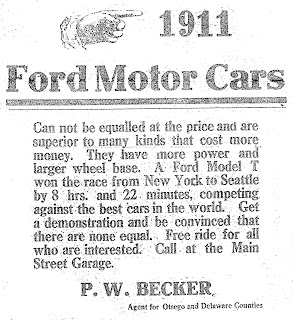 1911
Ford Motor Cars
Can not be equalled at the price and are
superior to many kinds that cost more
money. They have more power and
larger wheel base. A Ford Model T
won the race from New York to Seattle
by 8 hrs. and 22 minutes, competing
against the best cars in the world. Get
a demonstration and be convinced that
there are none equal. Free ride for all
who are interested. Call at the Main
Street Garage.
P. W. BECKER
Agent for Otsego and Delaware Counties